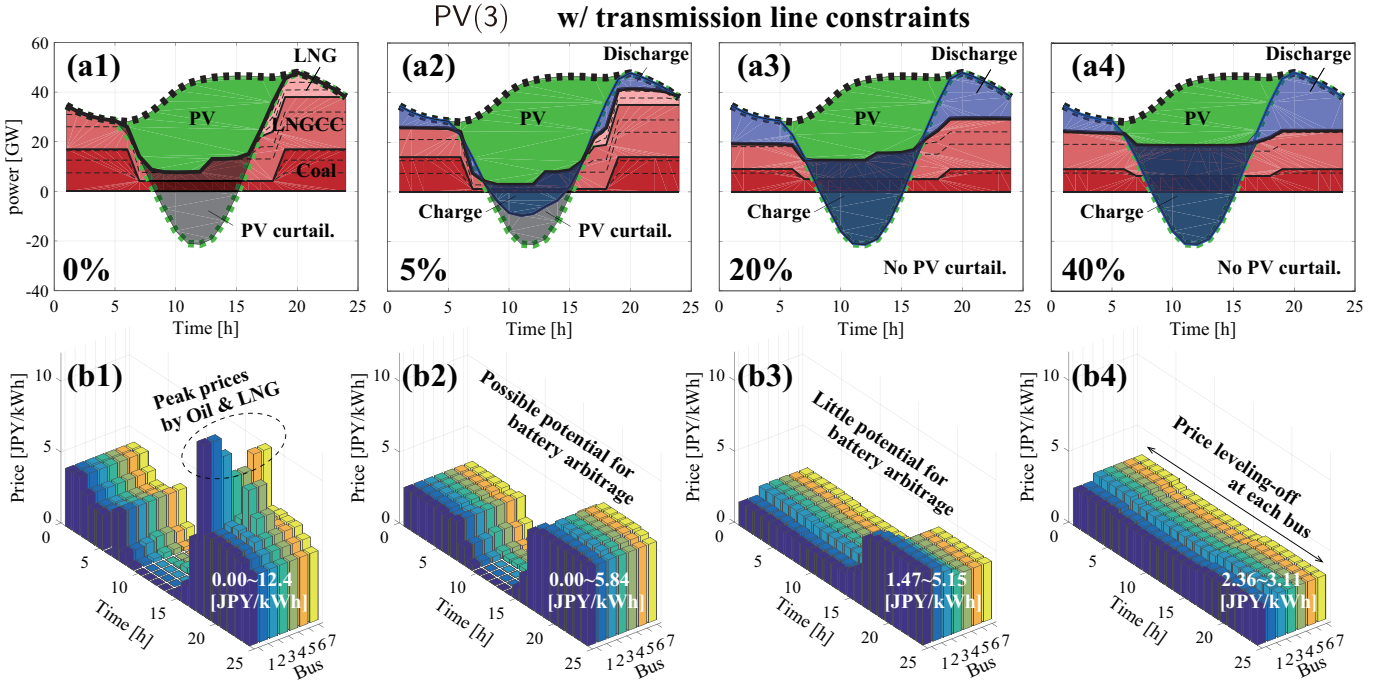 PV(3) w/ transmission line constraints
60
40
20
0
-20
-40
power [GW]
(a1)
LNG
PV
LNGCC
Coal
PV curtail.
0%
0 5 10 15 20 25
Time [h]
(a2)
Discharge
PV
Charge
PV curtail.
5%
0 5 10 15 20 25
Time [h]
(a3)
Discharge
PV
Charge
20%
No PV curtail.
0 5 10 15 20 25
Time [h]
(a4)
Discharge
PV
Charge
40%
No PV curtail.
0 5 10 15 20 25
Time [h]
(b1)
Peak prices
by Oil & LNG
10
5
0
Price [JPY/kWh]
0.00~12.4
[JPY/kWh]
0
5
10
15
20
25
Time [h]
1 2 3 4 5 6 7
Bus
(b2)
Possible potential for
battery arbitrage
10
5
0
Price [JPY/kWh]
0.00~5.84
[JPY/kWh]
0
5
10
15
20
25
Time [h]
1 2 3 4 5 6 7
Bus
(b3)
Little potential for
battery arbitrage
10
5
0
Price [JPY/kWh]
1.47~5.15
[JPY/kWh]
0
5
10
15
20
25
Time [h]
1 2 3 4 5 6 7
Bus
(b4)
Price leveling-off
at each bus
10
5
0
Price [JPY/kWh]
2.36~3.11
[JPY/kWh]
0
5
10
15
20
25
Time [h]
1 2 3 4 5 6 7
Bus